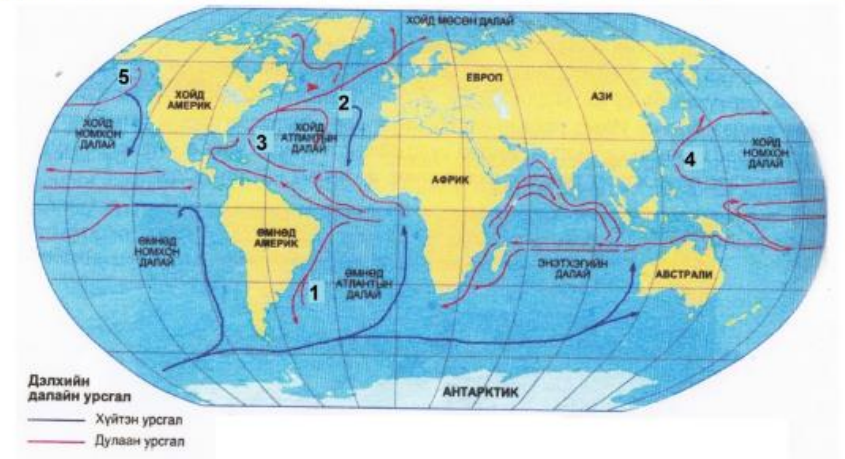 ХОЙД МӨСӨН ДАЛАЙ
5
ХОЙД
АМЕРИК
2
ЕВРОП
АЗИ
ХОЙД
НОМХОН
ДАЛАЙ
3
ХОЙД
АТЛАНТЫН
ДАЛАЙ
4
ХОЙД
НОМХОН
ДАЛАЙ
АФРИК
ӨМНӨД
НОМХОН
ДАЛАЙ
ӨМНӨД
АМЕРИК
1
ӨМНӨД
АТЛАНТЫН
ДАЛАЙ
ЭНЭТХЭГИЙН
ДАЛАЙ
АВСТРАЛИ
АНТАРКТИК
Дэлхийн
далайн урсгал
Хүйтэн урсгал
Дулаан урсгал